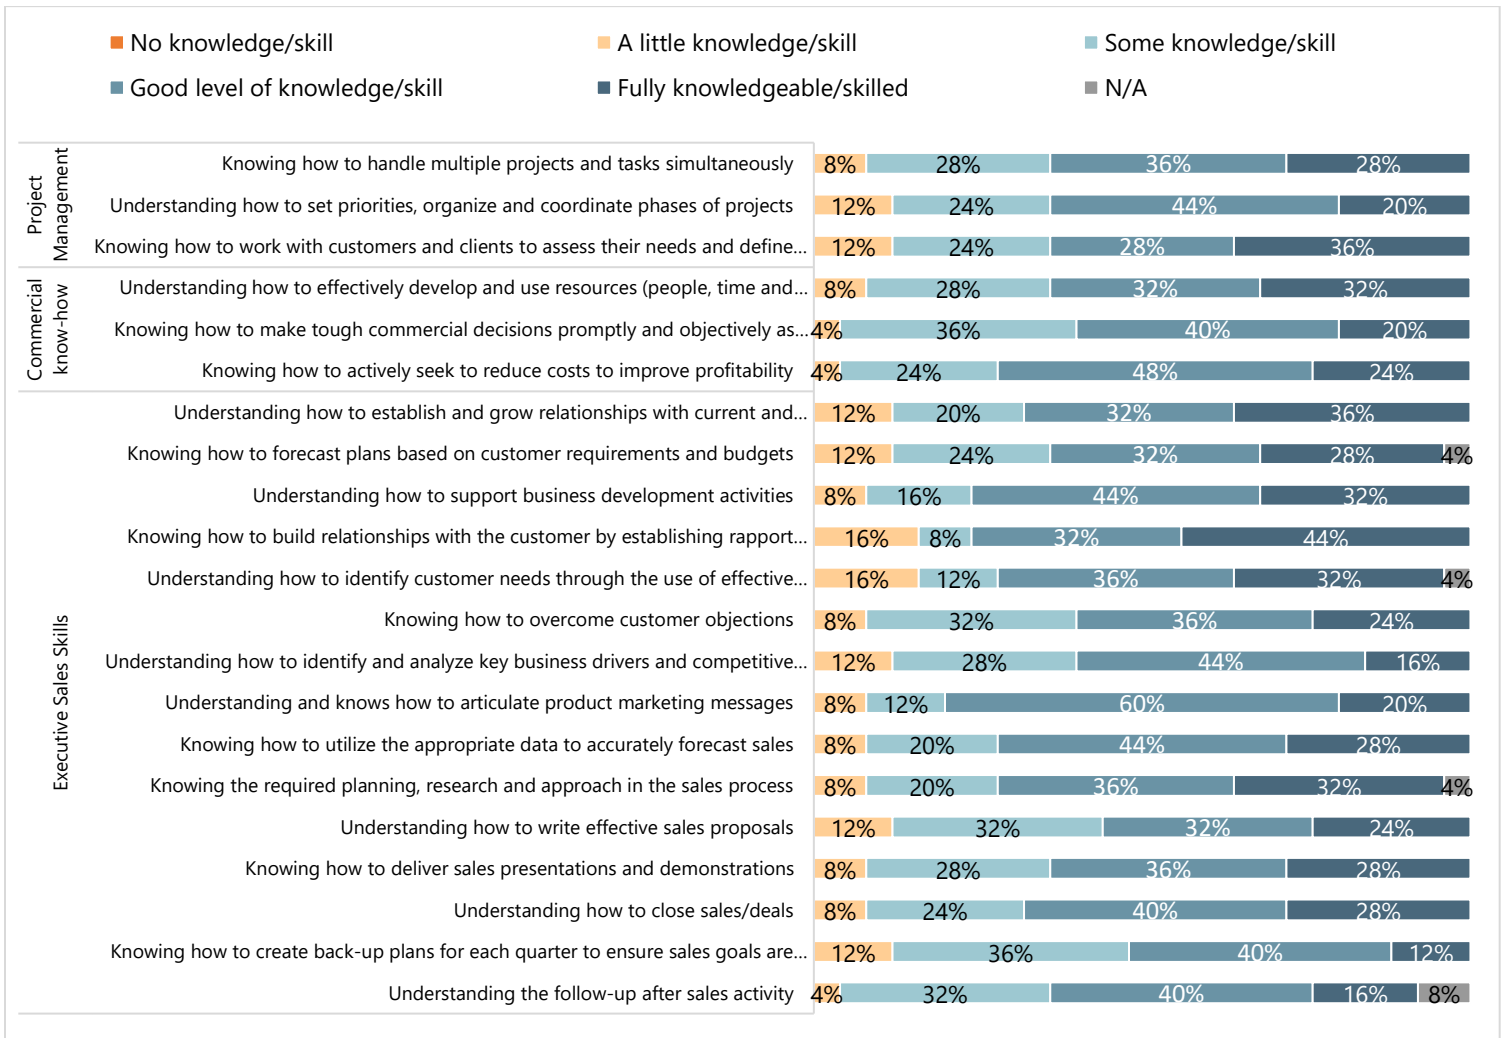 No knowledge/skill
A little knowledge/skill
Some knowledge/skill
Good level of knowledge/skill
Fully knowledgeable/skilled
N/A
Project
Management
Knowing how to handle multiple projects and tasks simultaneously 8% 28% 36% 28%
Understanding how to set priorities, organize and coordinate phases of projects 12% 24% 44% 20%
Knowing how to work with customers and clients to assess their needs and define... 12% 24% 28% 36%
Commercial
know-how
Understanding how to effectively develop and use resources (people, time and... 8% 28% 32% 32%
Knowing how to make tough commercial decisions promptly and objectively as... 4% 36% 40% 20%
Knowing how to actively seek to reduce costs to improve profitability 4% 24% 48% 24%
Executive Sales Skills
Understanding how to establish and grow relationships with current and... 12% 20% 32% 36%
Knowing how to forecast plans based on customer requirements and budgets 12% 24% 32% 28% 4%
Understanding how to support business development activities 8% 16% 44% 32%
Knowing how to build relationships with the customer by establishing rapport... 16% 8% 32% 44%
Understanding how to identify customer needs through the use of effective... 16% 12% 36% 32% 4%
Knowing how to overcome customer objections 8% 32% 36% 24%
Understanding how to identify and analyze key business drivers and competitive... 12% 28% 44% 16%
Understanding and knows how to articulate product marketing messages 8% 12% 60% 20%
Knowing how to utilize the appropriate data to accurately forecast sales 8% 20% 44% 28%
Knowing the required planning, research and approach in the sales process 8% 20% 36% 32% 4%
Understanding how to write effective sales proposals 12% 32% 32% 24%
Knowing how to deliver sales presentations and demonstrations 8% 28% 36% 28%
Understanding how to close sales/deals 8% 24% 40% 28%
Knowing how to create back-up plans for each quarter to ensure sales goals are... 12% 36% 40% 12%
Understanding the follow-up after sales activity 4% 32% 40% 16% 8%